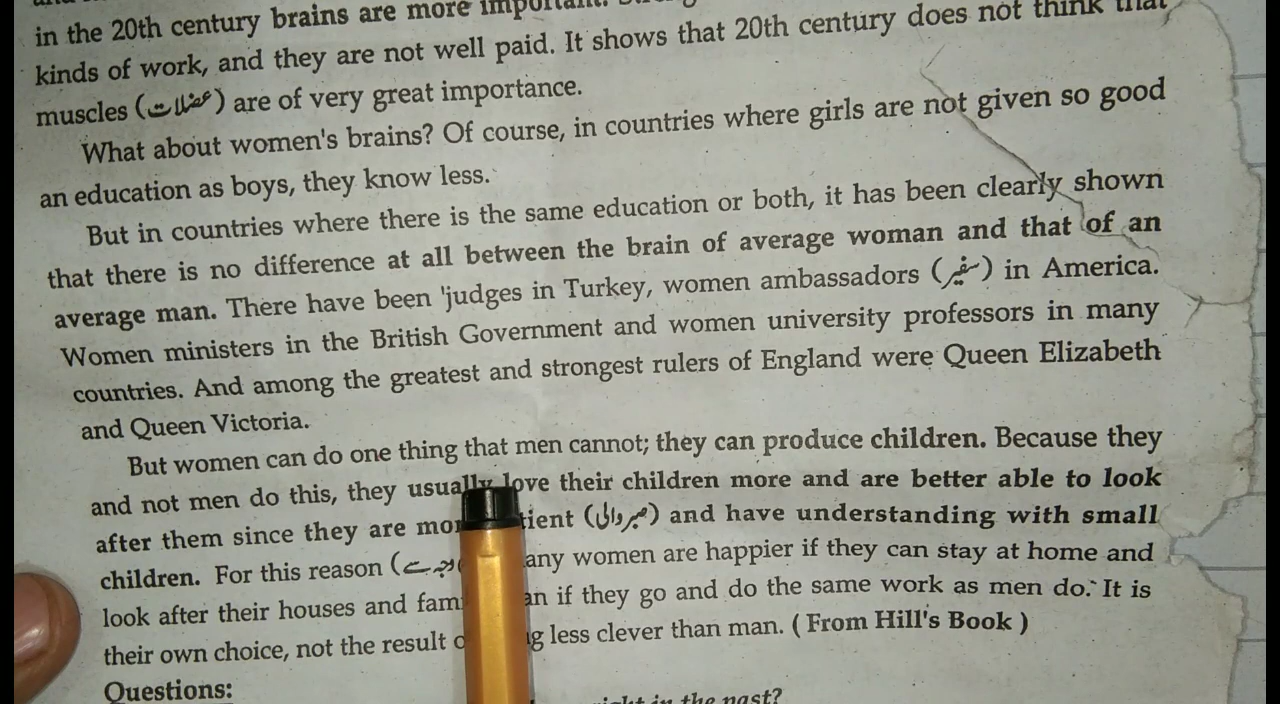 in the 20th century brains are more important.
kinds of work, and they are not well paid. It shows that 20th century does not think that
muscles (عضلات) are of very great importance.
What about women's brains? Of course, in countries where girls are not given so good
an education as boys, they know less.
But in countries where there is the same education or both, it has been clearly shown
that there is no difference at all between the brain of average woman and that of an
average man. There have been 'judges in Turkey, women ambassadors (سفیر) in America.
Women ministers in the British Government and women university professors in many
countries. And among the greatest and strongest rulers of England were Queen Elizabeth
and Queen Victoria.
But women can do one thing that men cannot; they can produce children. Because they
and not men do this, they usually love their children more and are better able to look
after them since they are mo tient (صبر والی) and have understanding with small
children. For this reason (وجہ سے any women are happier if they can stay at home and
look after their houses and fam an if they go and do the same work as men do. It is
their own choice, not the result o g less clever than man. ( From Hill's Book )
Questions:
in the past?